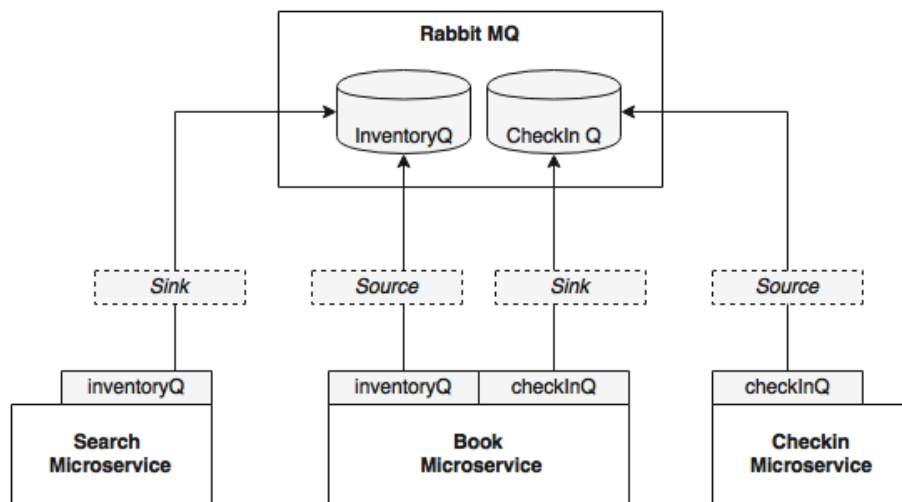 Rabbit MQ
InventoryQ
CheckIn Q
Sink
Source
Sink
Source
inventoryQ
inventoryQ
checkInQ
checkInQ
Search
Microservice
Book
Microservice
Checkin
Microservice